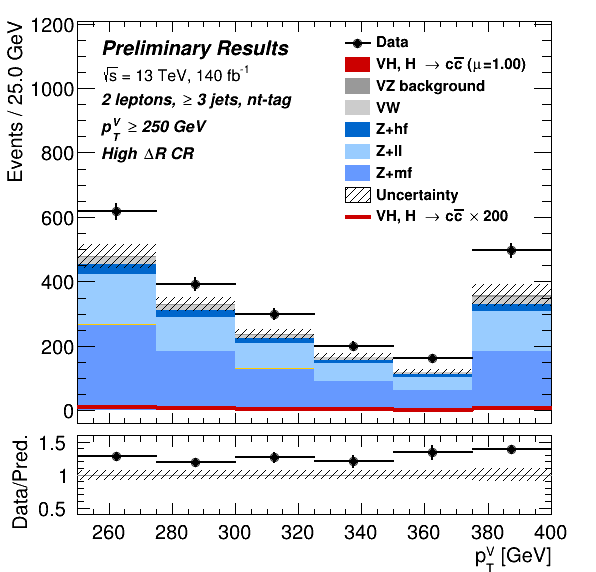 Events / 25.0 GeV
1200
1000
800
600
400
200
0
Preliminary Results
√s = 13 TeV, 140 fb⁻¹
2 leptons, ≥ 3 jets, nt-tag
p_T^V ≥ 250 GeV
High ΔR CR
Data
VH, H → cc̅ (μ=1.00)
VZ background
VW
Z+hf
Z+ll
Z+mf
Uncertainty
VH, H → cc̅ × 200
Data/Pred.
1.5
1
0.5
260 280 300 320 340 360 380 400
p_T^V [GeV]